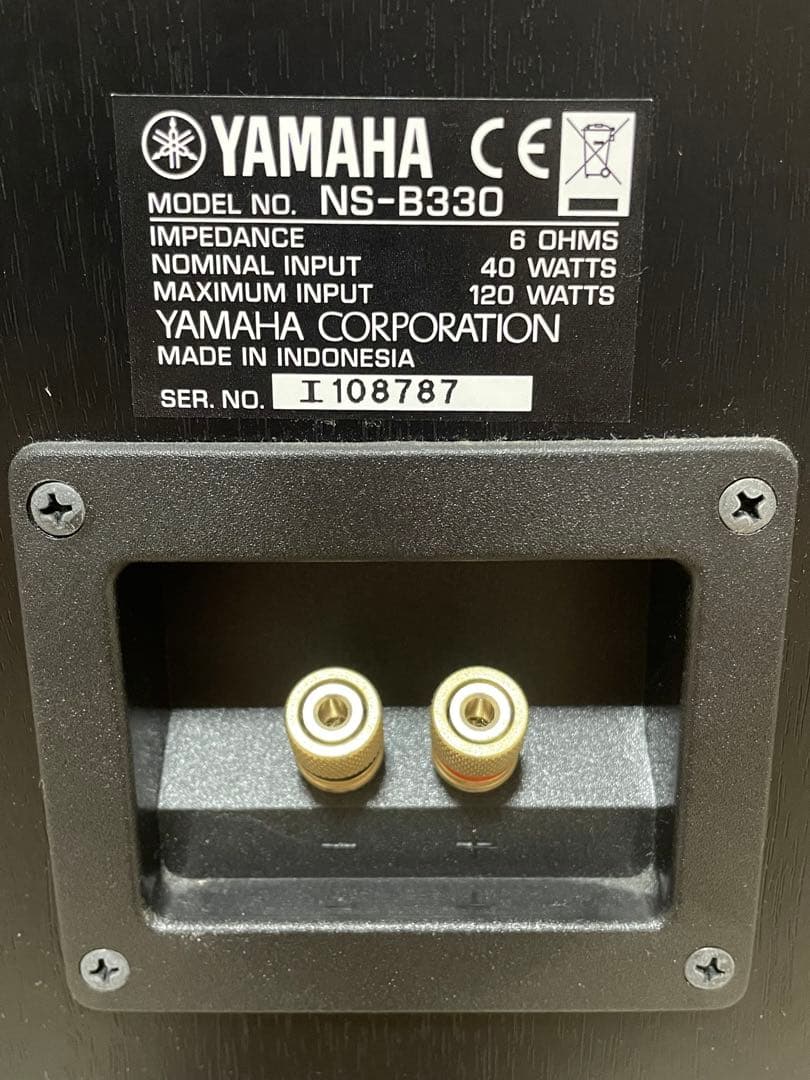 YAMAHA CE
MODEL NO. NS-B330
IMPEDANCE 6 OHMS
NOMINAL INPUT 40 WATTS
MAXIMUM INPUT 120 WATTS
YAMAHA CORPORATION
MADE IN INDONESIA
SER. NO. I108787
− +